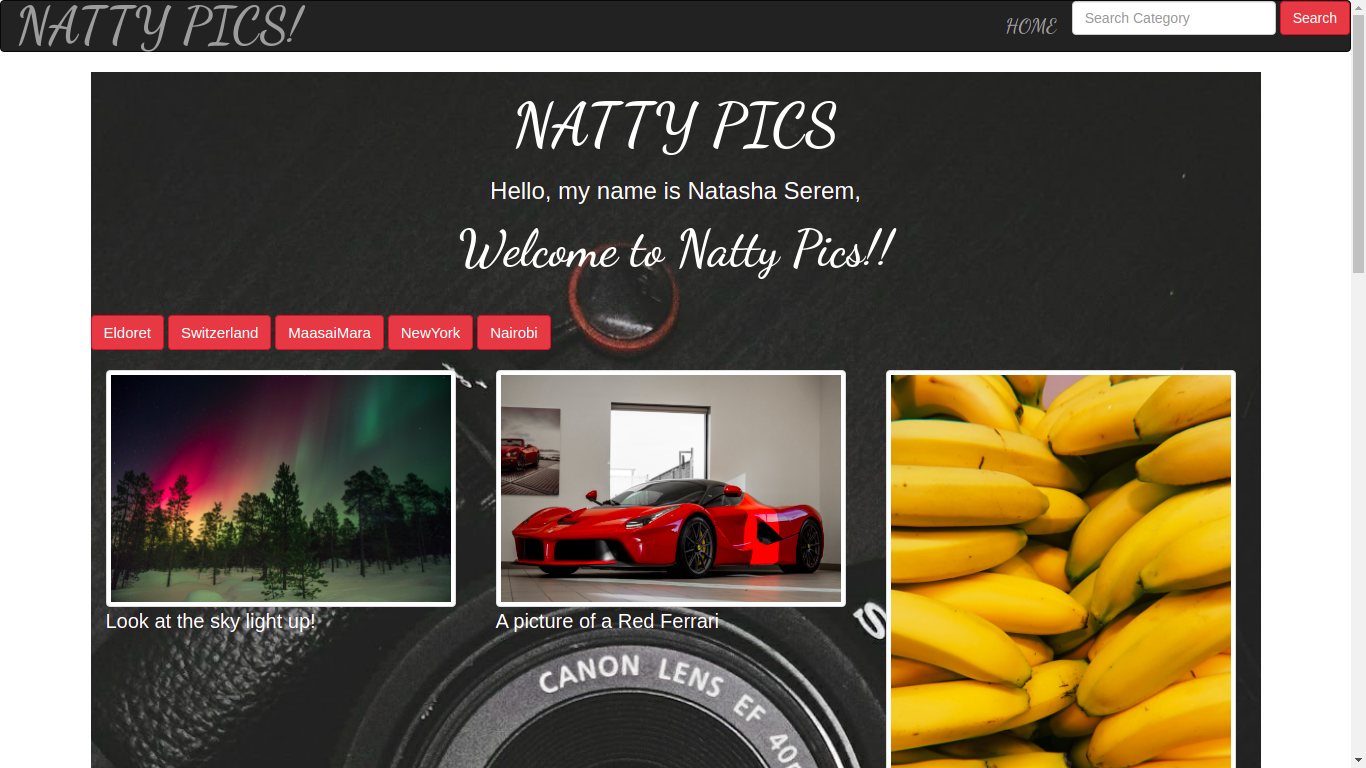 NATTY PICS!
HOME
Search Category
Search
NATTY PICS
Hello, my name is Natasha Serem,
Welcome to Natty Pics!!
Eldoret
Switzerland
MaasaiMara
NewYork
Nairobi
Look at the sky light up!
A picture of a Red Ferrari
CANON LENS EF